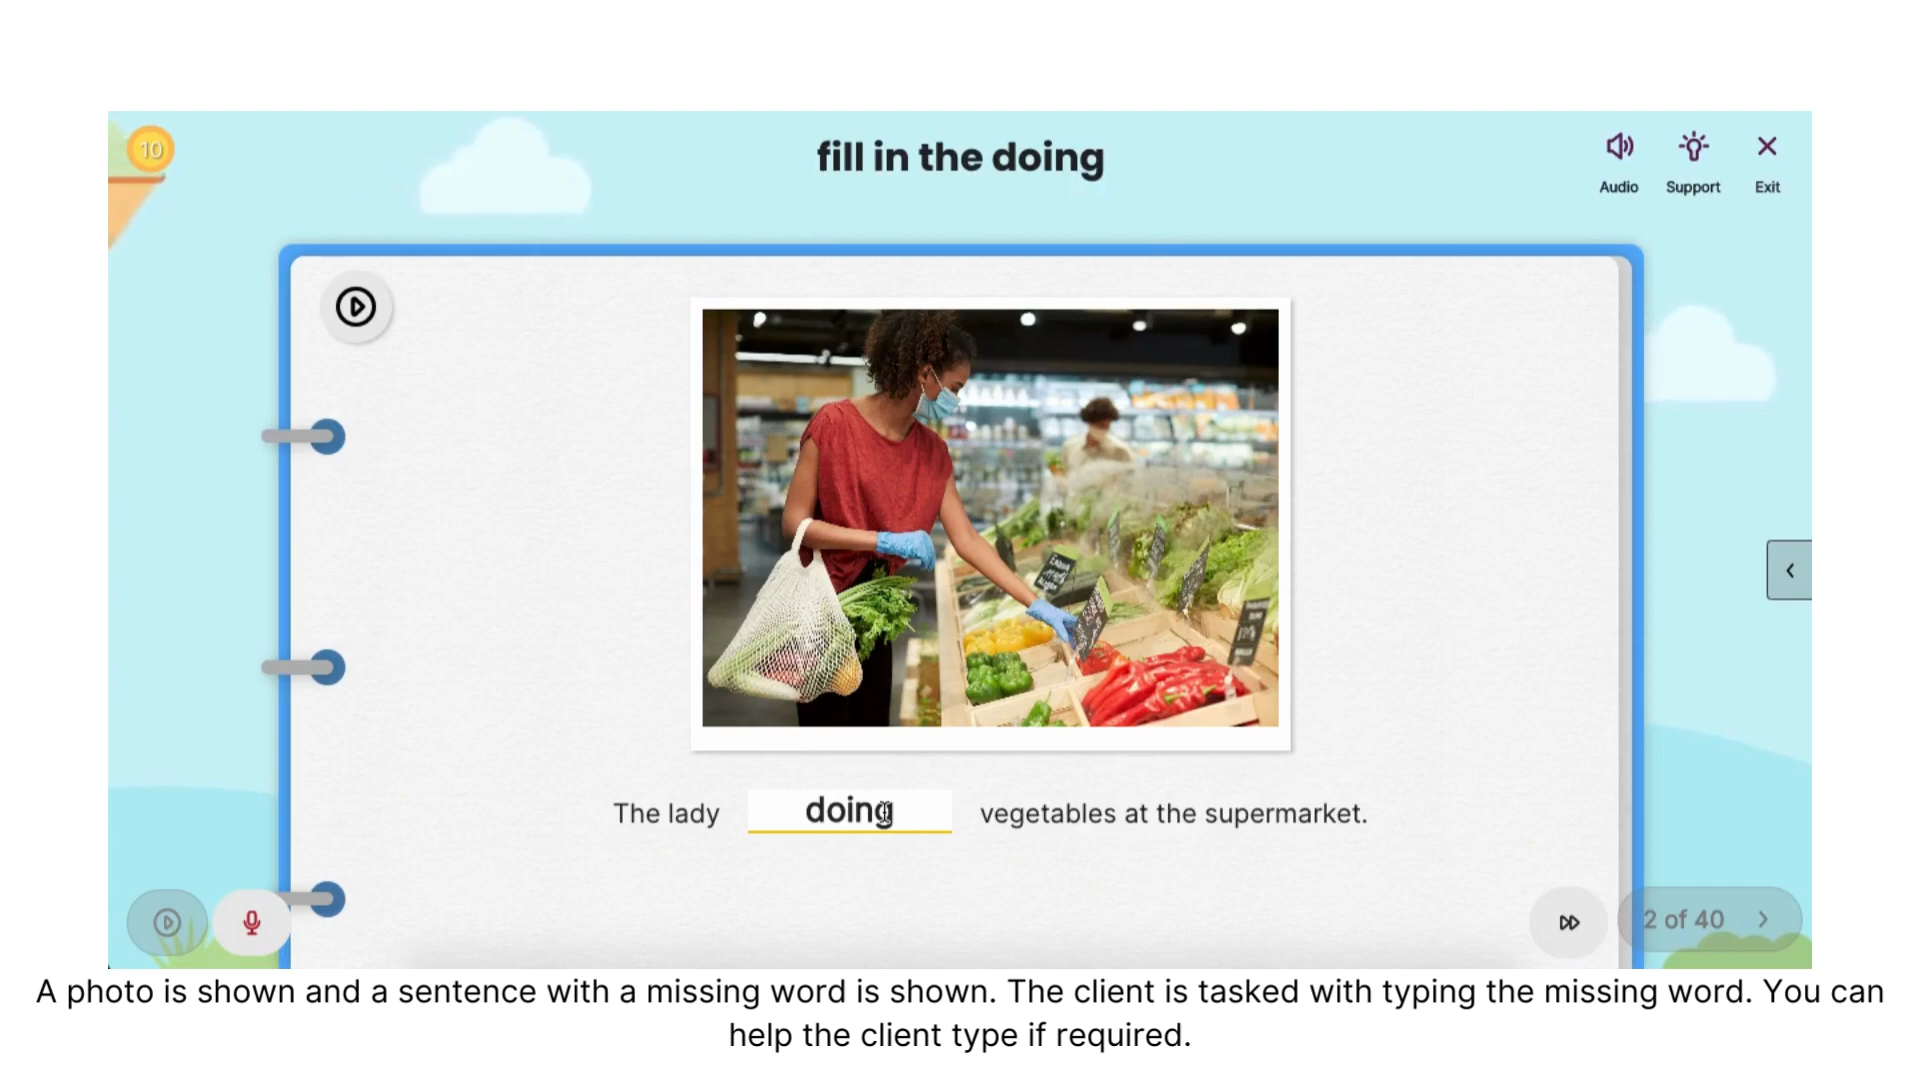 10
fill in the doing
Audio
Support
Exit
The lady doing vegetables at the supermarket.
2 of 40
A photo is shown and a sentence with a missing word is shown. The client is tasked with typing the missing word. You can
help the client type if required.